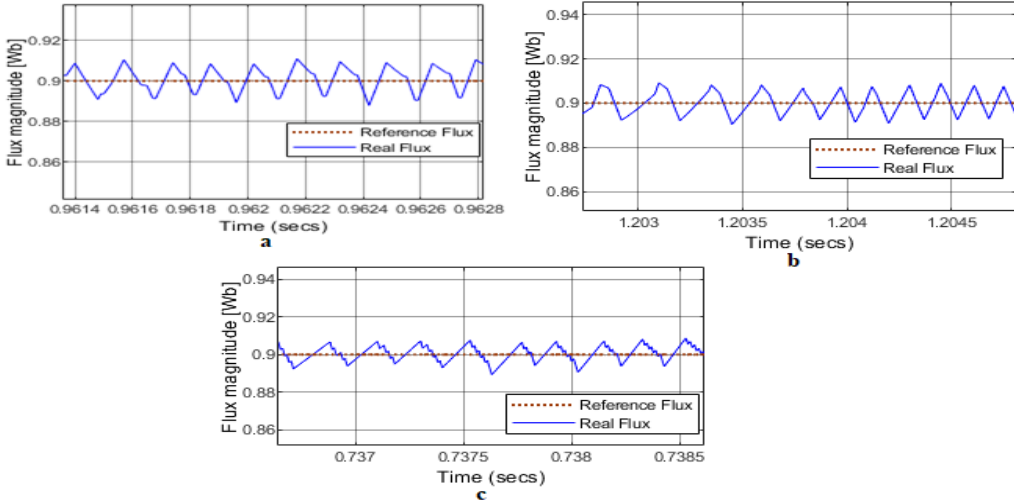 Flux magnitude [Wb]
0.92
0.9
0.88
0.86
Reference Flux
Real Flux
0.9614
0.9616
0.9618
0.962
0.9622
0.9624
0.9626
0.9628
Time (secs)
a
Flux magnitude [Wb]
0.94
0.92
0.9
0.88
0.86
Reference Flux
Real Flux
1.203
1.2035
1.204
1.2045
Time (secs)
b
Flux magnitude [Wb]
0.94
0.92
0.9
0.88
0.86
Reference Flux
Real Flux
0.737
0.7375
0.738
0.7385
Time (secs)
c